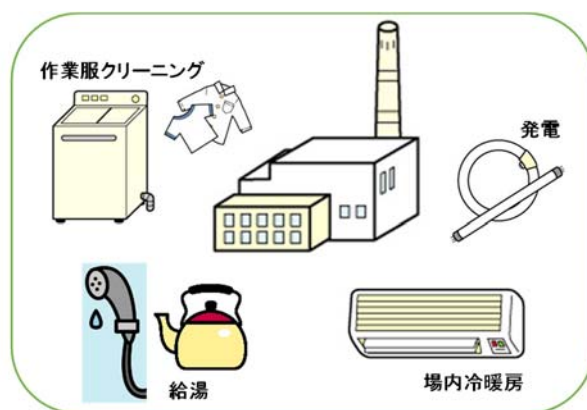 作業服クリーニング
発電
給湯
場内冷暖房